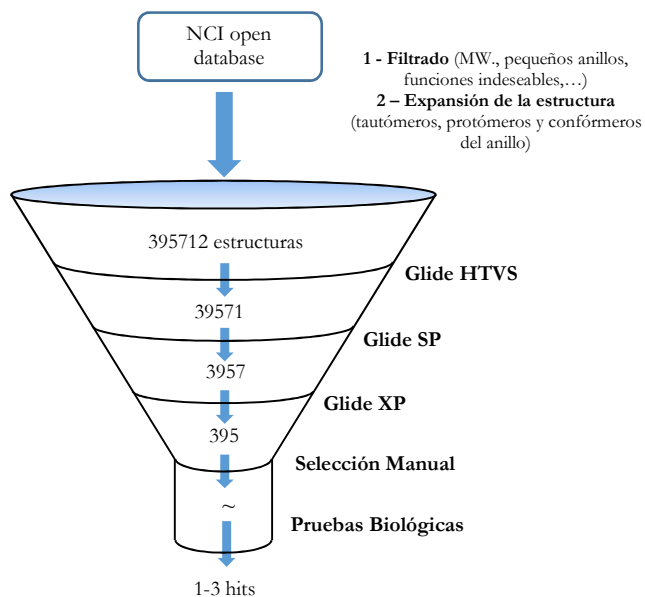 NCI open
database
1 - Filtrado (MW., pequeños anillos,
funciones indeseables,…)
2 – Expansión de la estructura
(tautómeros, protómeros y confórmeros
del anillo)
395712 estructuras
Glide HTVS
39571
Glide SP
3957
Glide XP
395
Selección Manual
~
Pruebas Biológicas
1-3 hits